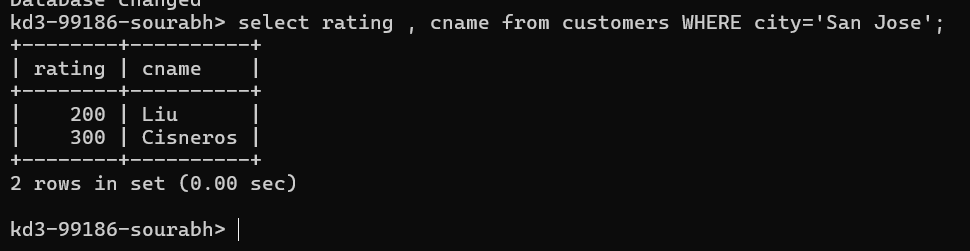 Database changed
kd3-99186-sourabh> select rating , cname from customers WHERE city='San Jose';
+--------+----------+
| rating | cname    |
+--------+----------+
|    200 | Liu      |
|    300 | Cisneros |
+--------+----------+
2 rows in set (0.00 sec)
kd3-99186-sourabh>